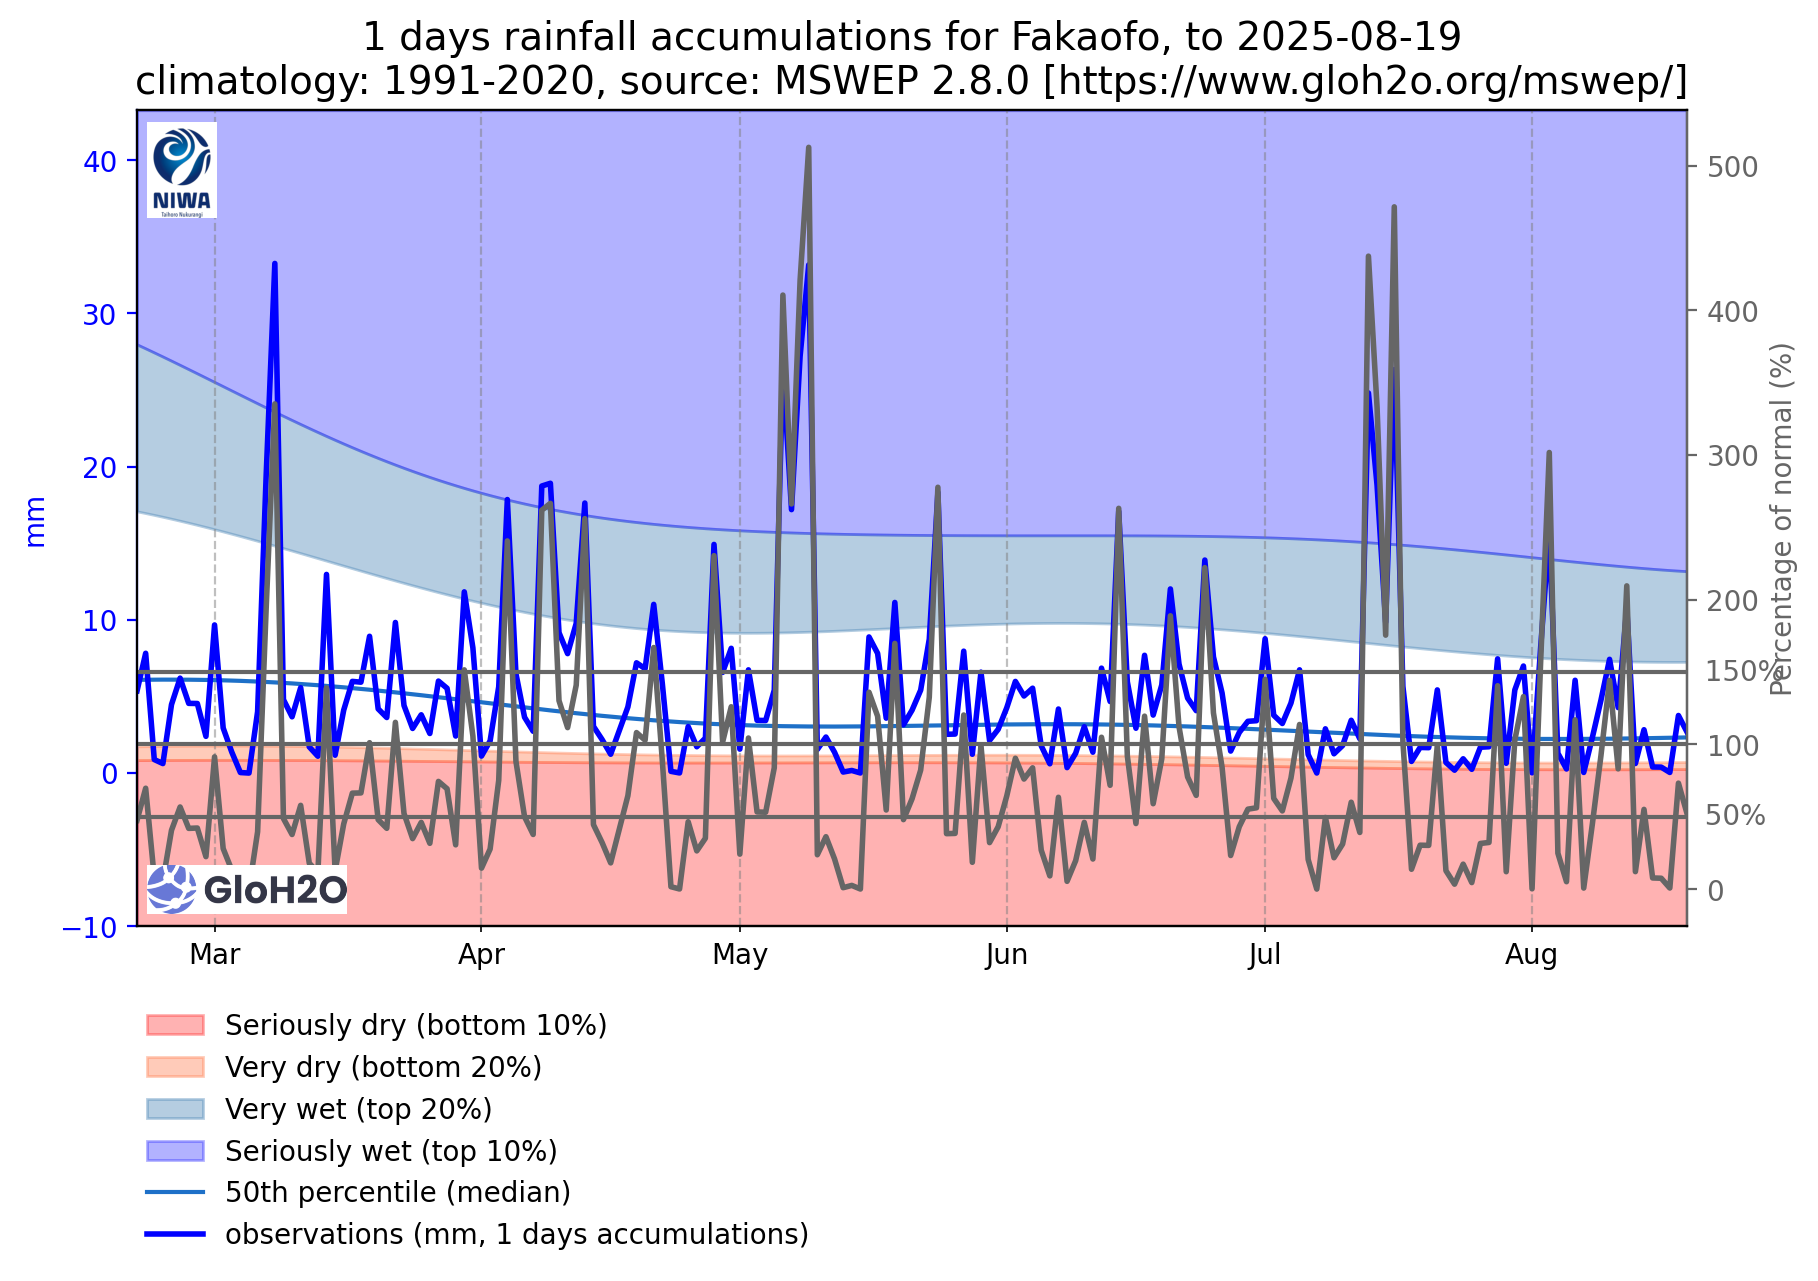 1 days rainfall accumulations for Fakaofo, to 2025-08-19
climatology: 1991-2020, source: MSWEP 2.8.0 [https://www.gloh2o.org/mswep/]
NIWA
Taihoro Nukurangi
40
30
20
10
0
−10
mm
500
400
300
200
150%
100
50%
0
Percentage of normal (%)
GloH2O
Mar
Apr
May
Jun
Jul
Aug
Seriously dry (bottom 10%)
Very dry (bottom 20%)
Very wet (top 20%)
Seriously wet (top 10%)
50th percentile (median)
observations (mm, 1 days accumulations)